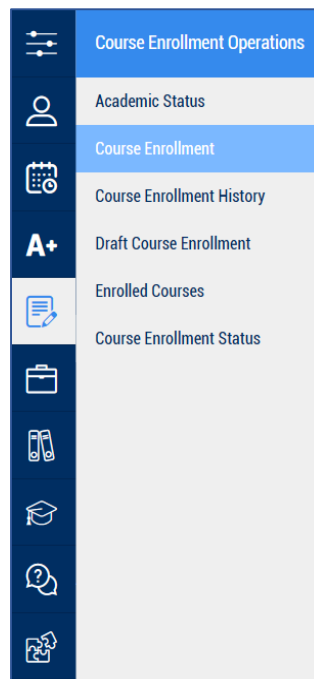 Course Enrollment Operations
Academic Status
Course Enrollment
Course Enrollment History
A+
Draft Course Enrollment
Enrolled Courses
Course Enrollment Status